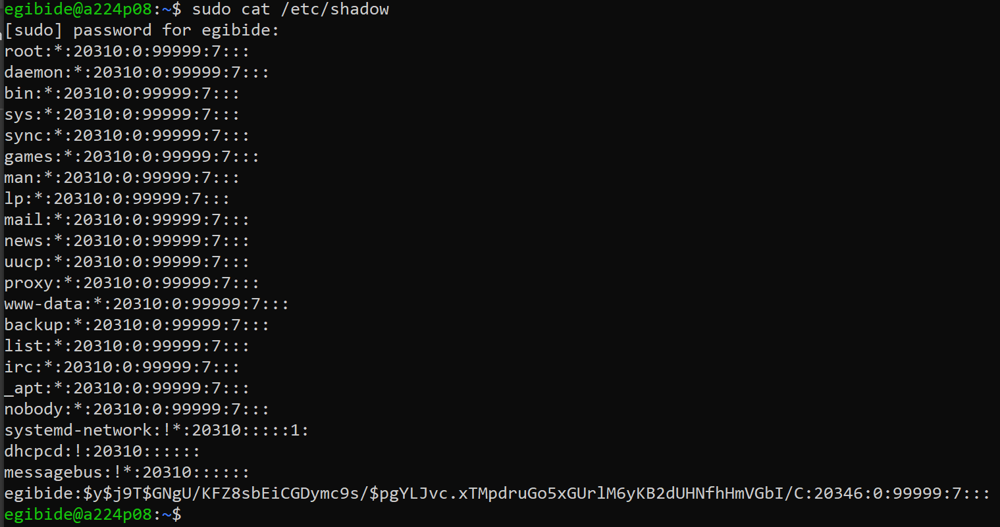 egibide@a224p08:~$ sudo cat /etc/shadow
[sudo] password for egibide:
root:*:20310:0:99999:7:::
daemon:*:20310:0:99999:7:::
bin:*:20310:0:99999:7:::
sys:*:20310:0:99999:7:::
sync:*:20310:0:99999:7:::
games:*:20310:0:99999:7:::
man:*:20310:0:99999:7:::
lp:*:20310:0:99999:7:::
mail:*:20310:0:99999:7:::
news:*:20310:0:99999:7:::
uucp:*:20310:0:99999:7:::
proxy:*:20310:0:99999:7:::
www-data:*:20310:0:99999:7:::
backup:*:20310:0:99999:7:::
list:*:20310:0:99999:7:::
irc:*:20310:0:99999:7:::
_apt:*:20310:0:99999:7:::
nobody:*:20310:0:99999:7:::
systemd-network:!*:20310:::::1:
dhcpcd:!:20310::::::
messagebus:!*:20310::::::
egibide:$y$j9T$GNgU/KFZ8sbEiCGDymc9s/$pgYLJvc.xTMpdruGo5xGUrlM6yKB2dUHNfhHmVGbI/C:20346:0:99999:7:::
egibide@a224p08:~$